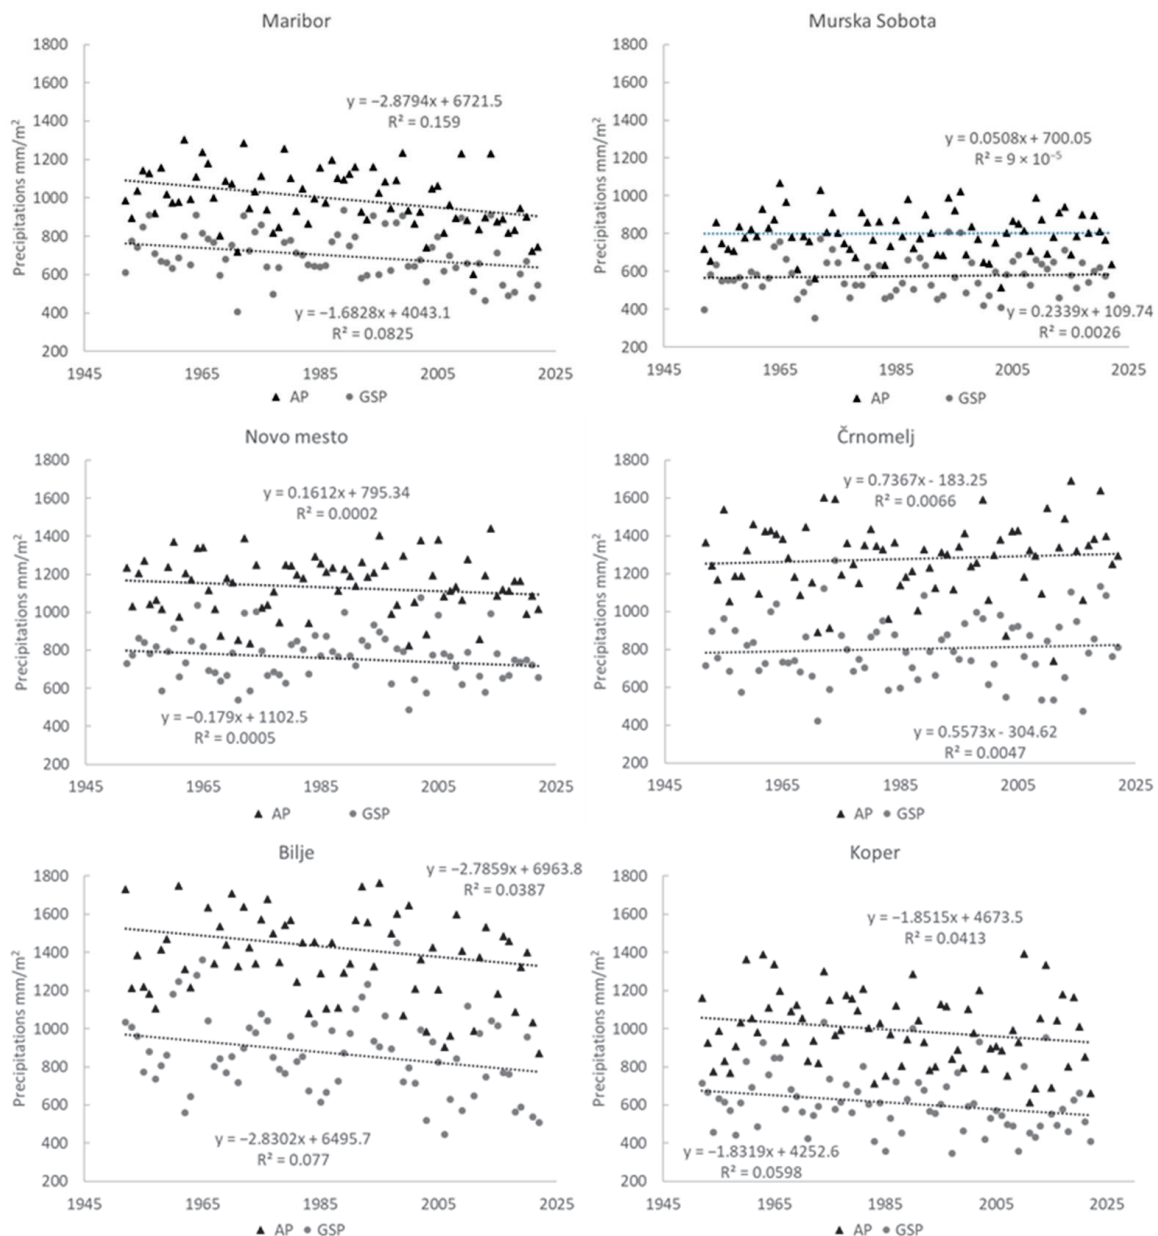 Maribor
Precipitations mm/m²
1800
1600
1400
1200
1000
800
600
400
200
y = −2.8794x + 6721.5
R² = 0.159
y = −1.6828x + 4043.1
R² = 0.0825
1945 1965 1985 2005 2025
AP GSP
Murska Sobota
Precipitations mm/m²
1800
1600
1400
1200
1000
800
600
400
200
y = 0.0508x + 700.05
R² = 9 × 10⁻⁵
y = 0.2339x + 109.74
R² = 0.0026
1945 1965 1985 2005 2025
AP GSP
Novo mesto
Precipitations mm/m²
1800
1600
1400
1200
1000
800
600
400
200
y = 0.1612x + 795.34
R² = 0.0002
y = −0.179x + 1102.5
R² = 0.0005
1945 1965 1985 2005 2025
AP GSP
Črnomelj
Precipitations mm/m²
1800
1600
1400
1200
1000
800
600
400
200
y = 0.7367x - 183.25
R² = 0.0066
y = 0.5573x - 304.62
R² = 0.0047
1945 1965 1985 2005 2025
AP GSP
Bilje
Precipitations mm/m²
1800
1600
1400
1200
1000
800
600
400
200
y = −2.7859x + 6963.8
R² = 0.0387
y = −2.8302x + 6495.7
R² = 0.077
1945 1965 1985 2005 2025
AP GSP
Koper
Precipitations mm/m²
1800
1600
1400
1200
1000
800
600
400
200
y = −1.8515x + 4673.5
R² = 0.0413
y = −1.8319x + 4252.6
R² = 0.0598
1945 1965 1985 2005 2025
AP GSP